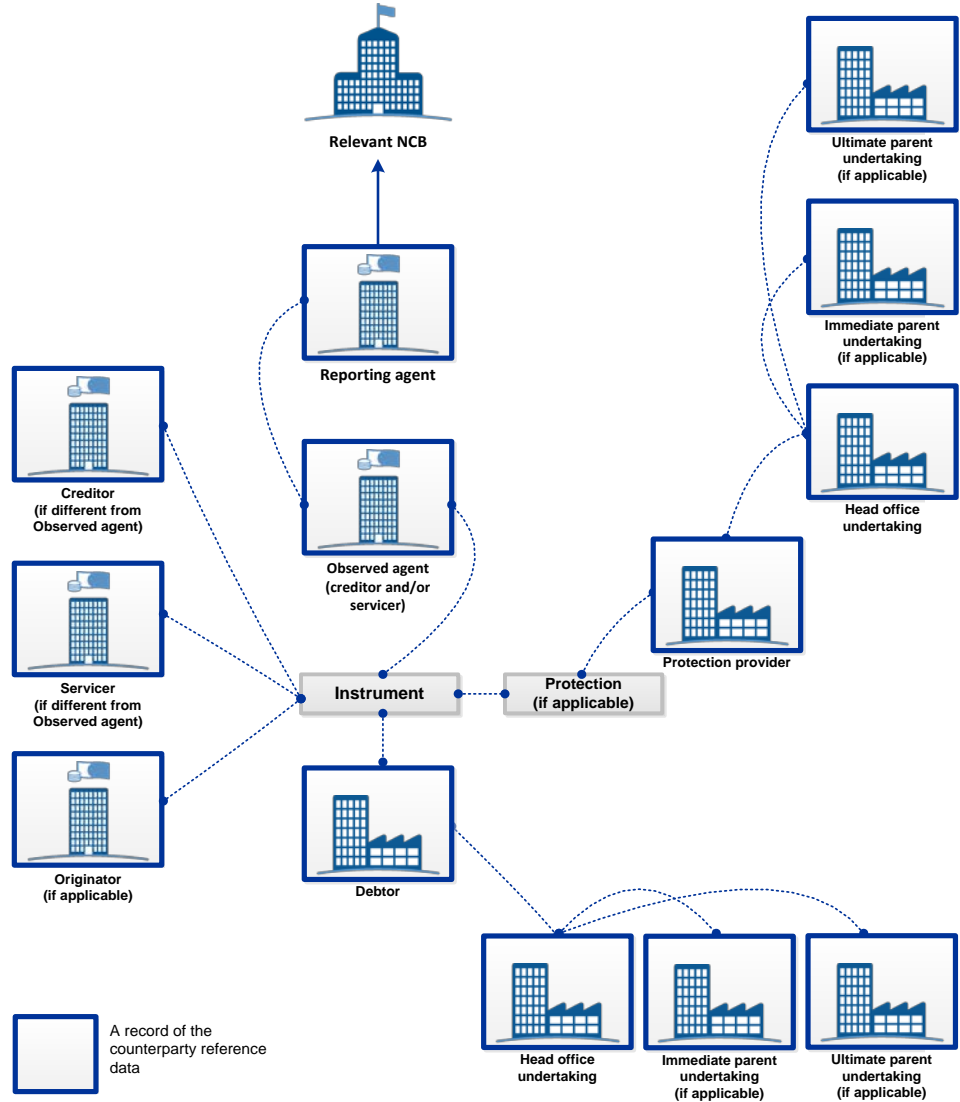 Relevant NCB
Ultimate parent
undertaking
(if applicable)
Immediate parent
undertaking
(if applicable)
Reporting agent
Creditor
(if different from
Observed agent)
Head office
undertaking
Observed agent
(creditor and/or
servicer)
Protection provider
Servicer
(if different from
Observed agent)
Instrument
Protection
(if applicable)
Originator
(if applicable)
Debtor
A record of the
counterparty reference
data
Head office
undertaking
Immediate parent
undertaking
(if applicable)
Ultimate parent
undertaking
(if applicable)